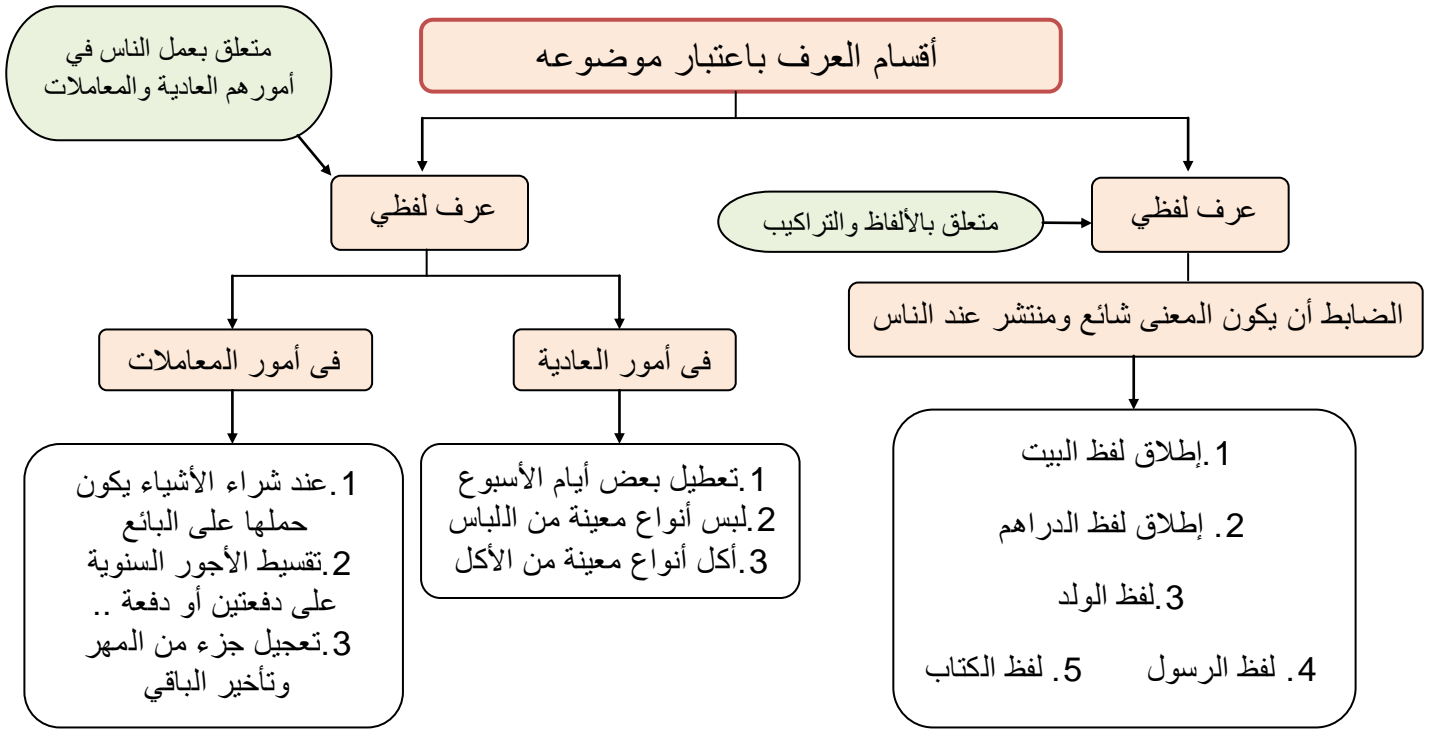 أقسام العرف باعتبار موضوعه
متعلق بعمل الناس في
أمورهم العادية والمعاملات
عرف لفظي
متعلق بالألفاظ والتراكيب
عرف لفظي
الضابط أن يكون المعنى شائع ومنتشر عند الناس
1.إطلاق لفظ البيت
2. إطلاق لفظ الدراهم
3.لفظ الولد
4. لفظ الرسول 5. لفظ الكتاب
فى أمور العادية
1.تعطيل بعض أيام الأسبوع
2.لبس أنواع معينة من اللباس
3.أكل أنواع معينة من الأكل
فى أمور المعاملات
1.عند شراء الأشياء يكون
حملها على البائع
2.تقسيط الأجور السنوية
على دفعتين أو دفعة ..
3.تعجيل جزء من المهر
وتأخير الباقي